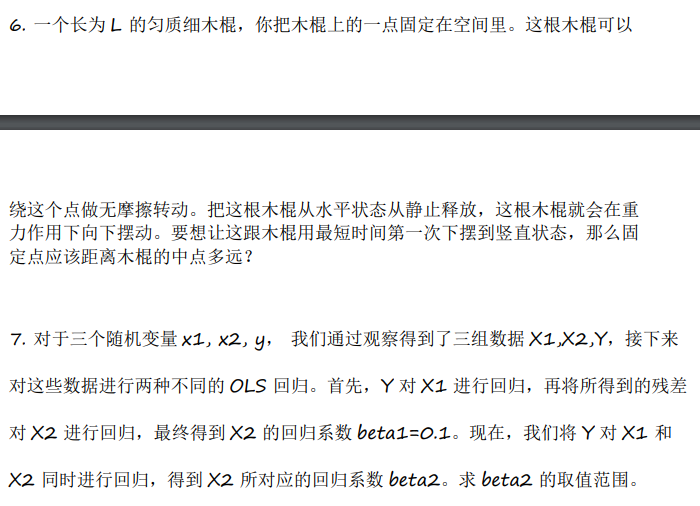 6. 一个长为 L 的匀质细木棍，你把木棍上的一点固定在空间里。这根木棍可以
绕这个点做无摩擦转动。把这根木棍从水平状态从静止释放，这根木棍就会在重
力作用下向下摆动。要想让这跟木棍用最短时间第一次下摆到竖直状态，那么固
定点应该距离木棍的中点多远？
7. 对于三个随机变量 x1, x2, y， 我们通过观察得到了三组数据 X1,X2,Y，接下来
对这些数据进行两种不同的 OLS 回归。首先，Y 对 X1 进行回归，再将所得到的残差
对 X2 进行回归，最终得到 X2 的回归系数 beta1=0.1。现在，我们将 Y 对 X1 和
X2 同时进行回归，得到 X2 所对应的回归系数 beta2。求 beta2 的取值范围。